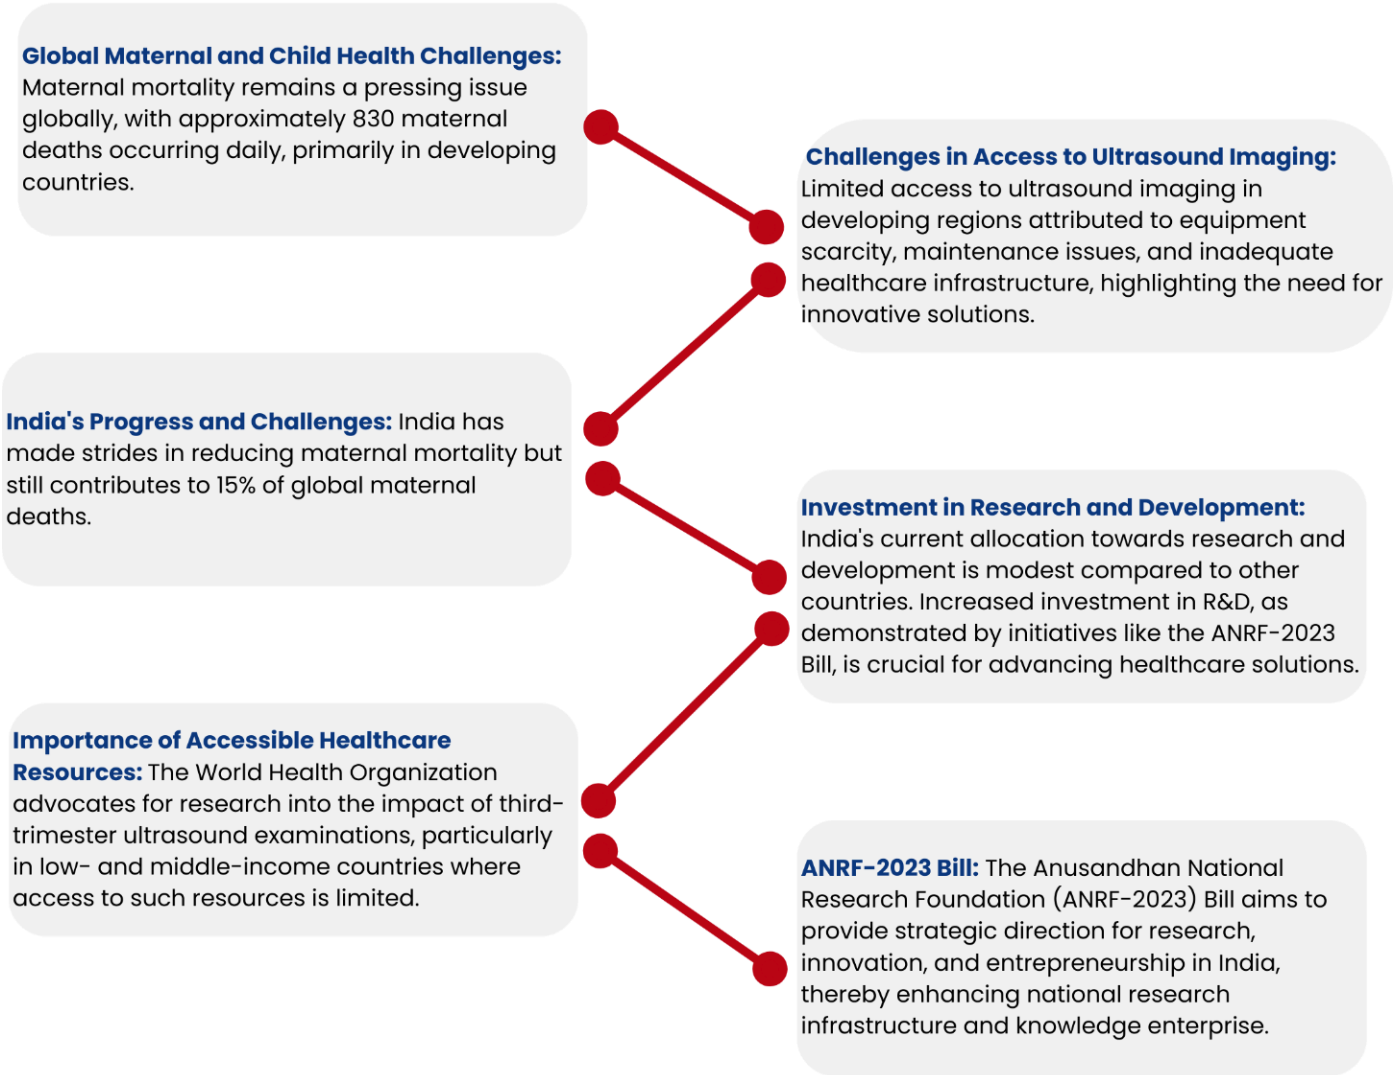 Global Maternal and Child Health Challenges:
Maternal mortality remains a pressing issue
globally, with approximately 830 maternal
deaths occurring daily, primarily in developing
countries.
Challenges in Access to Ultrasound Imaging:
Limited access to ultrasound imaging in
developing regions attributed to equipment
scarcity, maintenance issues, and inadequate
healthcare infrastructure, highlighting the need for
innovative solutions.
India's Progress and Challenges: India has
made strides in reducing maternal mortality but
still contributes to 15% of global maternal
deaths.
Investment in Research and Development:
India's current allocation towards research and
development is modest compared to other
countries. Increased investment in R&D, as
demonstrated by initiatives like the ANRF-2023
Bill, is crucial for advancing healthcare solutions.
Importance of Accessible Healthcare
Resources: The World Health Organization
advocates for research into the impact of third-
trimester ultrasound examinations, particularly
in low- and middle-income countries where
access to such resources is limited.
ANRF-2023 Bill: The Anusandhan National
Research Foundation (ANRF-2023) Bill aims to
provide strategic direction for research,
innovation, and entrepreneurship in India,
thereby enhancing national research
infrastructure and knowledge enterprise.